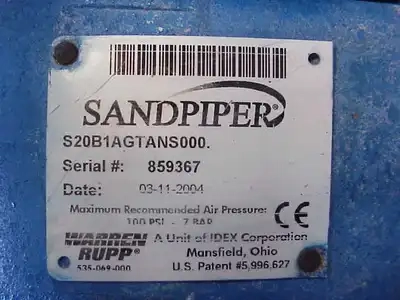 SANDPIPER®
S20B1AGTANS000.
Serial #: 859367
Date: 03-11-2004
Maximum Recommended Air Pressure:
100 PSI - 7 BAR
CE
WARREN RUPP® A Unit of IDEX Corporation
Mansfield, Ohio
535-069-000 U.S. Patent #5,996,627